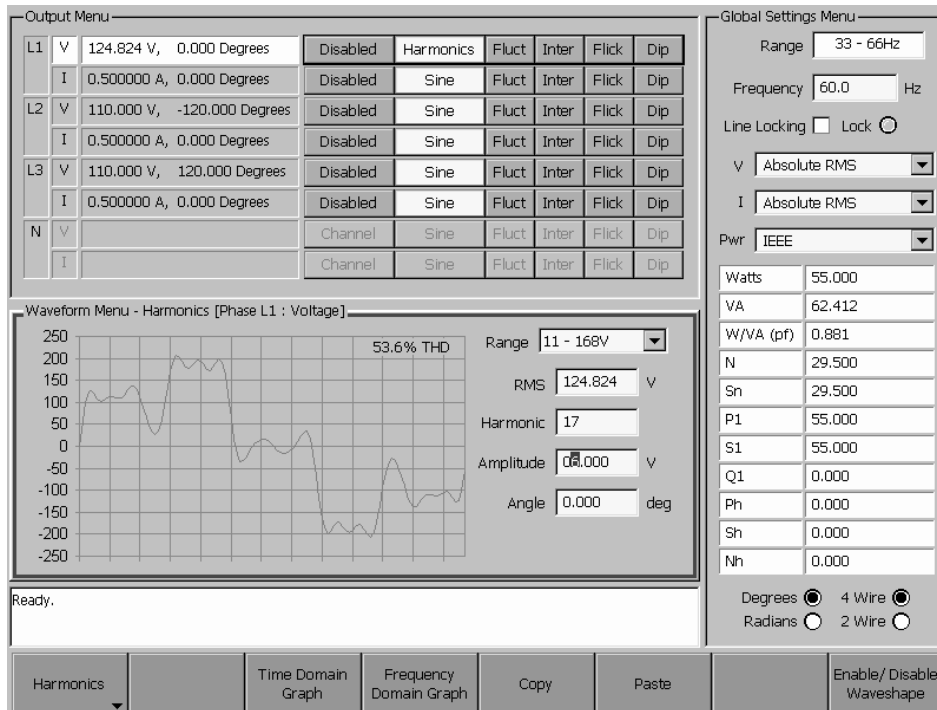 Output Menu
L1 V 124.824 V, 0.000 Degrees Disabled Harmonics Fluct Inter Flick Dip
I 0.500000 A, 0.000 Degrees Disabled Sine Fluct Inter Flick Dip
L2 V 110.000 V, -120.000 Degrees Disabled Sine Fluct Inter Flick Dip
I 0.500000 A, 0.000 Degrees Disabled Sine Fluct Inter Flick Dip
L3 V 110.000 V, 120.000 Degrees Disabled Sine Fluct Inter Flick Dip
I 0.500000 A, 0.000 Degrees Disabled Sine Fluct Inter Flick Dip
N V Channel Sine Fluct Inter Flick Dip
I Channel Sine Fluct Inter Flick Dip
Waveform Menu - Harmonics [Phase L1 : Voltage]
250
200
150
100
50
0
-50
-100
-150
-200
-250
53.6% THD
Range 11 - 168V
RMS 124.824 V
Harmonic 17
Amplitude 06.000 V
Angle 0.000 deg
Ready.
Global Settings Menu
Range 33 - 66Hz
Frequency 60.0 Hz
Line Locking Lock
V Absolute RMS
I Absolute RMS
Pwr IEEE
Watts 55.000
VA 62.412
W/VA (pf) 0.881
N 29.500
Sn 29.500
P1 55.000
S1 55.000
Q1 0.000
Ph 0.000
Sh 0.000
Nh 0.000
Degrees 4 Wire
Radians 2 Wire
Harmonics
Time Domain
Graph
Frequency
Domain Graph
Copy
Paste
Enable/Disable
Waveshape